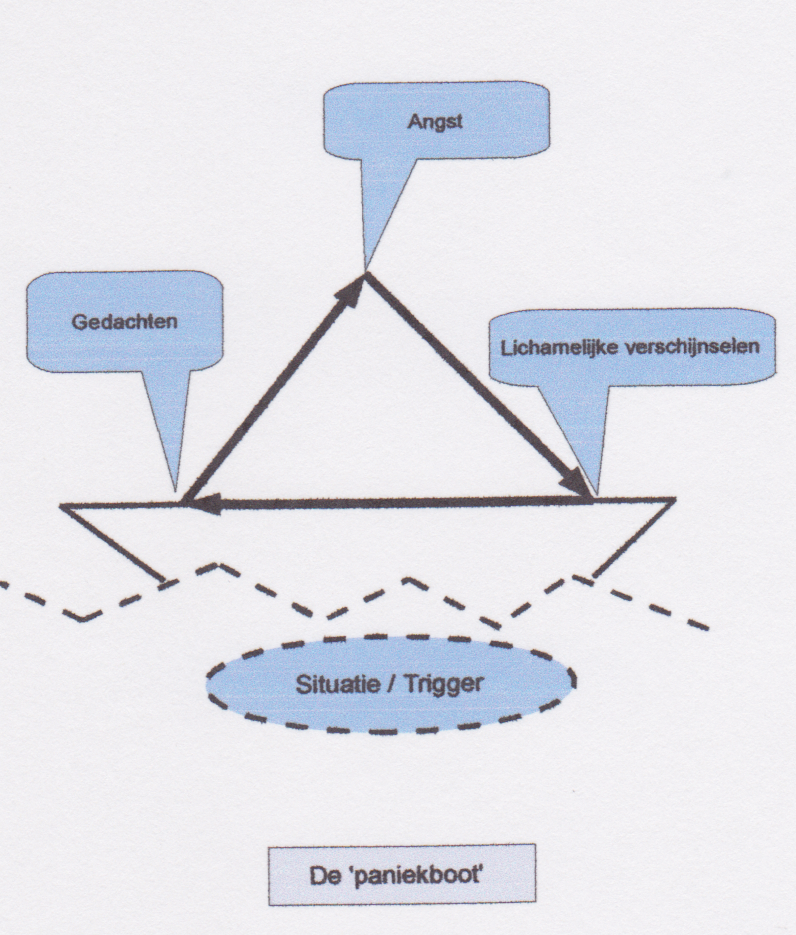 Angst
Gedachten
Lichamelijke verschijnselen
Situatie / Trigger
De 'paniekboot'